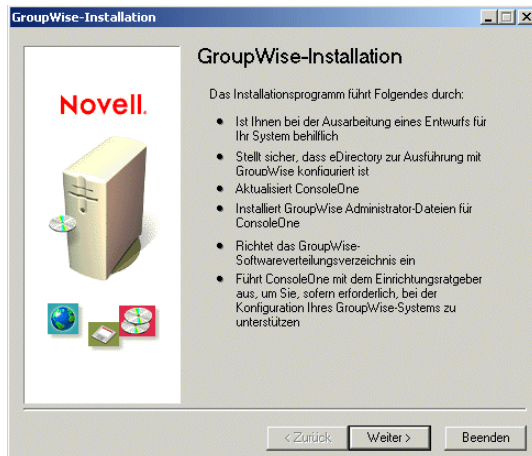 GroupWise-Installation
GroupWise-Installation
Novell.
Das Installationsprogramm führt Folgendes durch:
• Ist Ihnen bei der Ausarbeitung eines Entwurfs für
Ihr System behilflich
• Stellt sicher, dass eDirectory zur Ausführung mit
GroupWise konfiguriert ist
• Aktualisiert ConsoleOne
• Installiert GroupWise Administrator-Dateien für
ConsoleOne
• Richtet das GroupWise-
Softwareverteilungsverzeichnis ein
• Führt ConsoleOne mit dem Einrichtungsratgeber
aus, um Sie, sofern erforderlich, bei der
Konfiguration Ihres GroupWise-Systems zu
unterstützen
< Zurück
Weiter >
Beenden